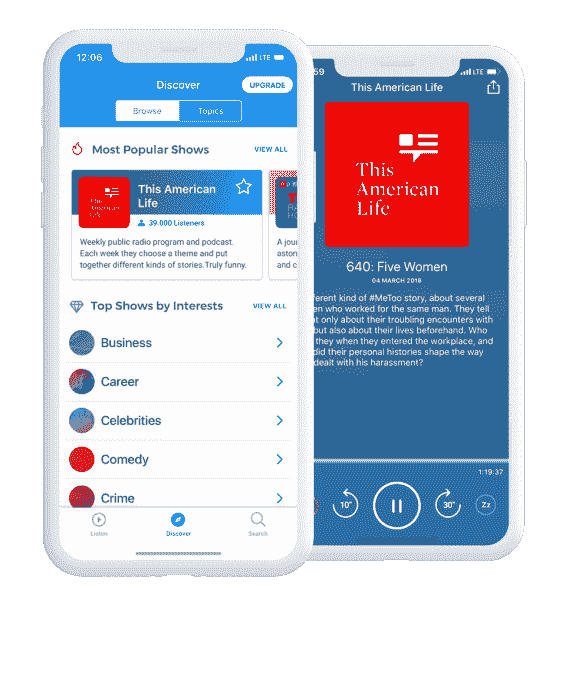 12:06
LTE
Discover
UPGRADE
Browse
Topics
Most Popular Shows
VIEW ALL
This American
Life
39.000 Listeners
Weekly public radio program and podcast.
Each week they choose a theme and put
together different kinds of stories.Truly funny.
This
American
Life
A jour
aston
and c
Top Shows by Interests
VIEW ALL
Business
Career
Celebrities
Comedy
Crime
Listen
Discover
Search
59
LTE
This American Life
This
American
Life
640: Five Women
04 MARCH 2018
ferent kind of #MeToo story, about several
en who worked for the same man. They tell
t only about their troubling encounters with
but also about their lives beforehand. Who
they when they entered the workplace, and
did their personal histories shape the way
dealt with his harassment?
1:19:37
10"
30"
Zz